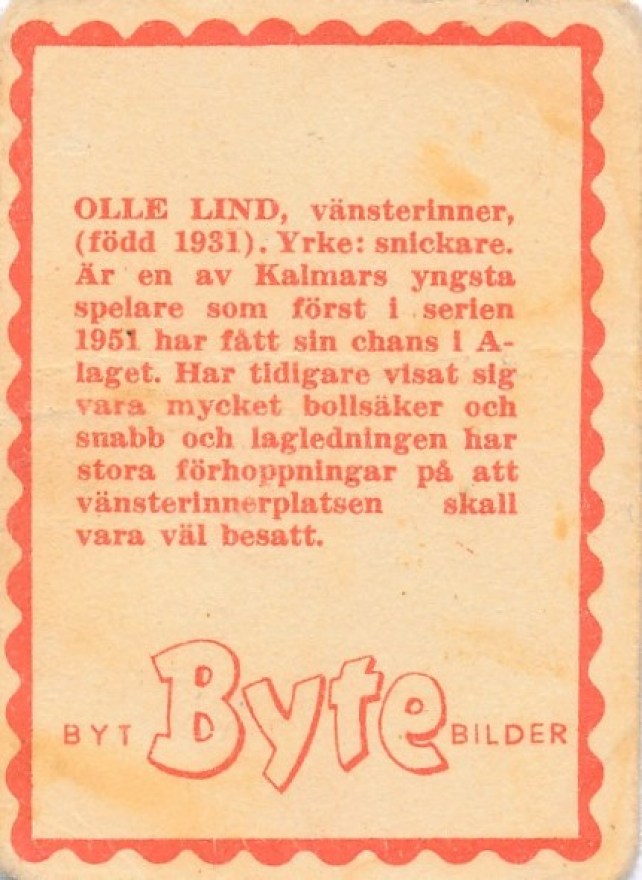 OLLE LIND, vänsterinner,
(född 1931). Yrke: snickare.
Är en av Kalmars yngsta
spelare som först i serien
1951 har fått sin chans i A-
laget. Har tidigare visat sig
vara mycket bollsäker och
snabb och lagledningen har
stora förhoppningar på att
vänsterinnerplatsen skall
vara väl besatt.
BYT Byte BILDER